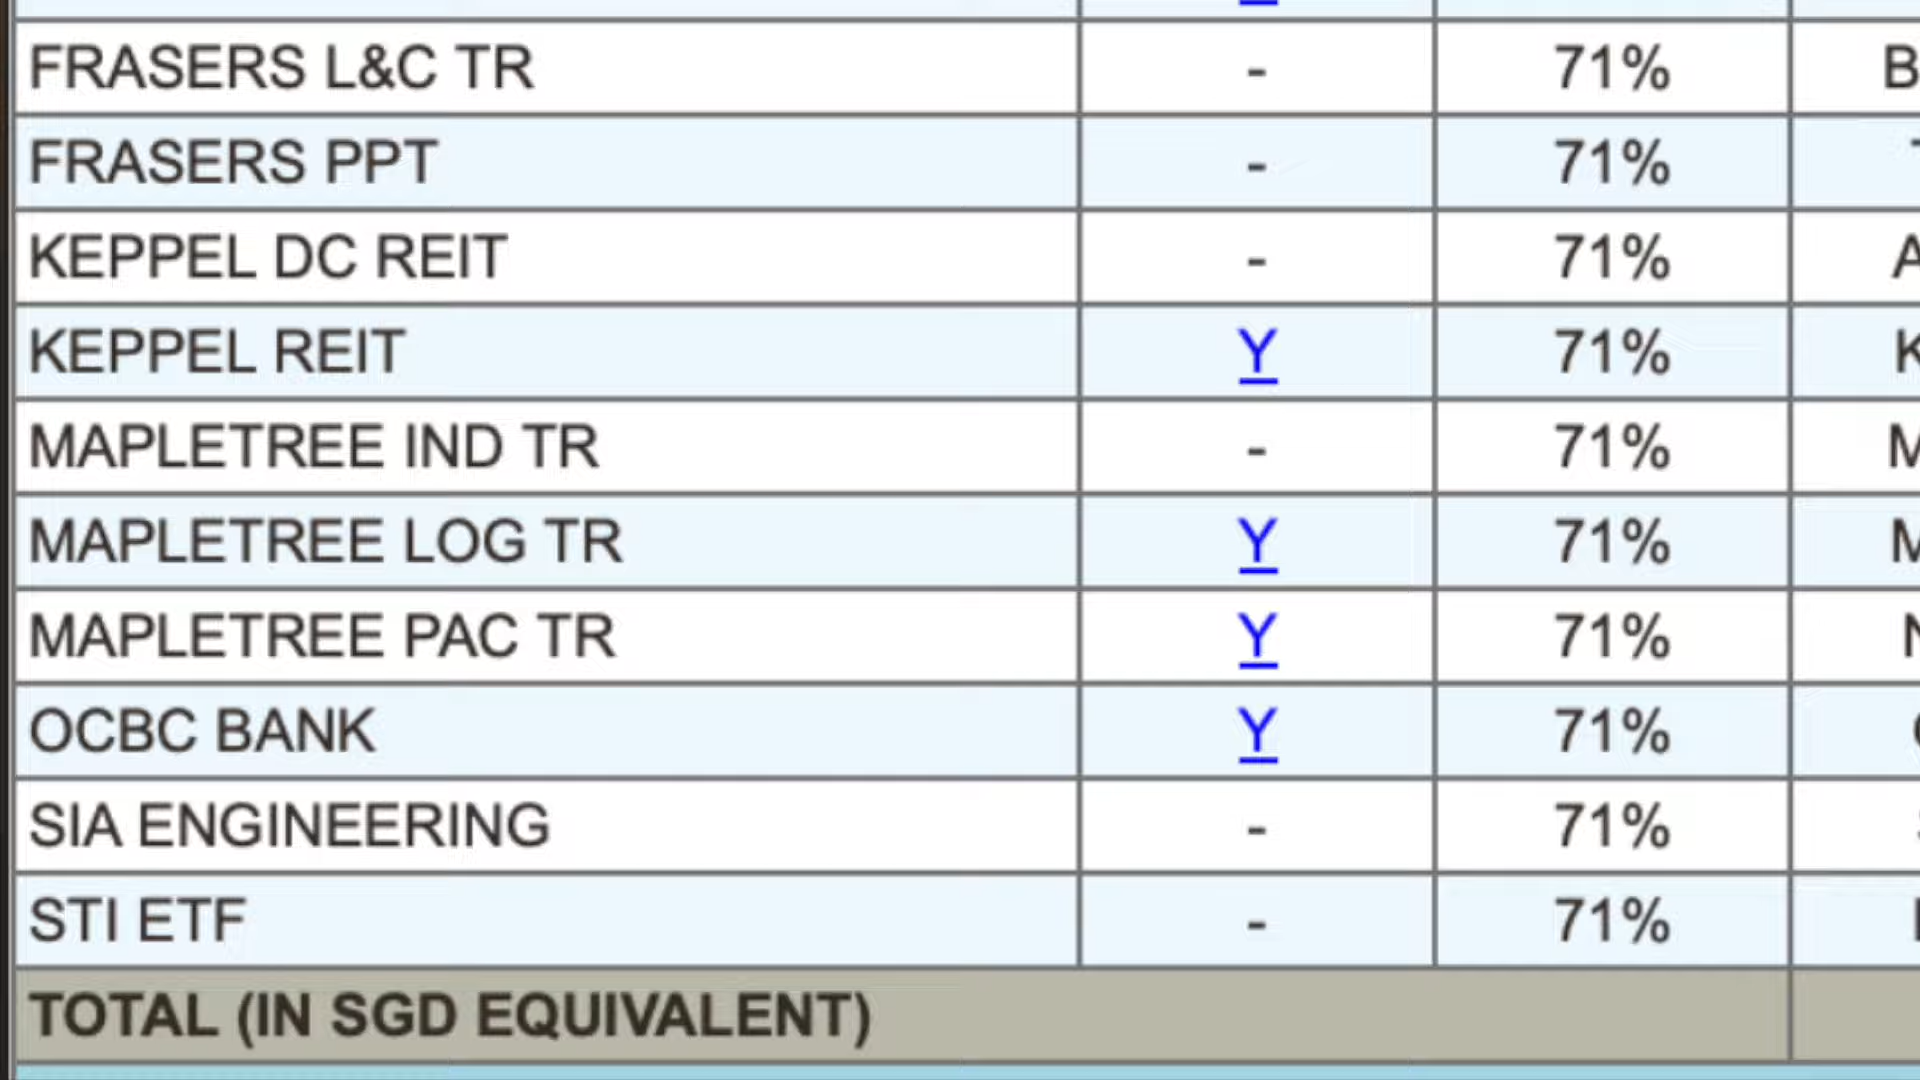 FRASERS L&C TR - 71% B
FRASERS PPT - 71%
KEPPEL DC REIT - 71% A
KEPPEL REIT Y 71% K
MAPLETREE IND TR - 71% M
MAPLETREE LOG TR Y 71% M
MAPLETREE PAC TR Y 71% N
OCBC BANK Y 71%
SIA ENGINEERING - 71%
STI ETF - 71%
TOTAL (IN SGD EQUIVALENT)